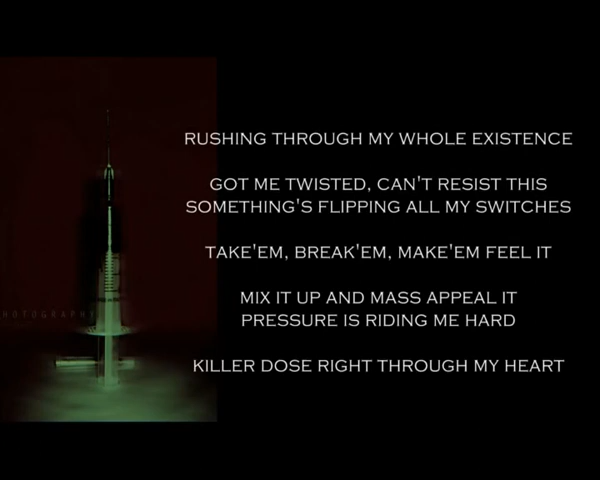 RUSHING THROUGH MY WHOLE EXISTENCE
GOT ME TWISTED, CAN'T RESIST THIS
SOMETHING'S FLIPPING ALL MY SWITCHES
TAKE'EM, BREAK'EM, MAKE'EM FEEL IT
MIX IT UP AND MASS APPEAL IT
HOTOGRAPH
PRESSURE IS RIDING ME HARD
KILLER DOSE RIGHT THROUGH MY HEART